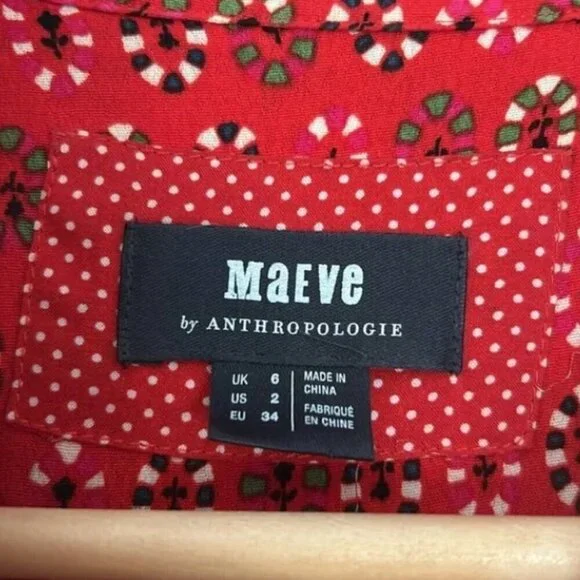 MaEVe
by ANTHROPOLOGIE
UK 6
US 2
EU 34
MADE IN
CHINA
FABRIQUÉ
EN CHINE